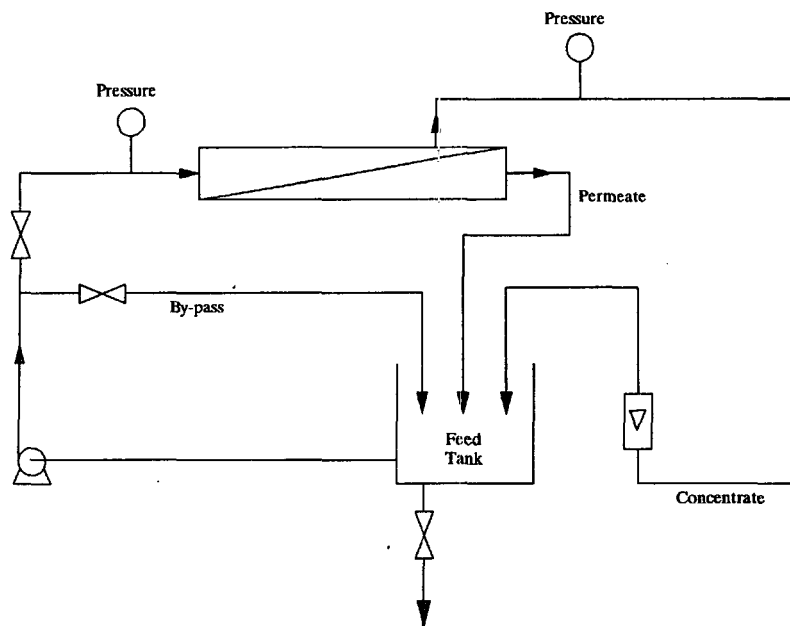 Pressure
Pressure
Permeate
By-pass
Feed
Tank
Concentrate